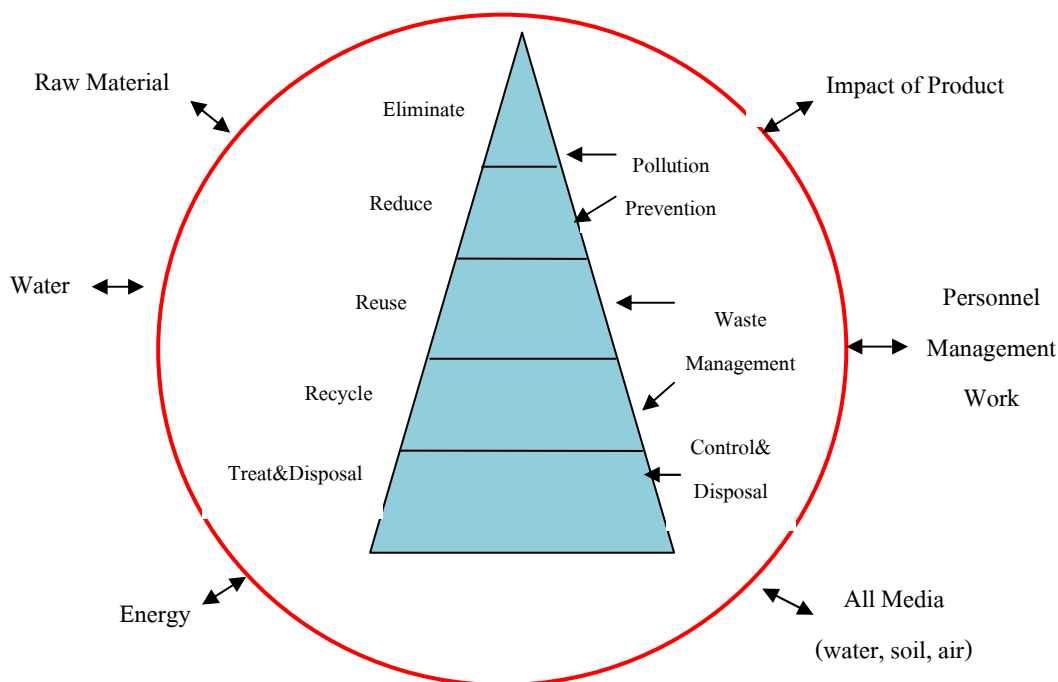 Raw Material
Impact of Product
Eliminate
Pollution
Reduce
Prevention
Water
Reuse
Waste
Personnel
Management
Work
Management
Recycle
Treat&Disposal
Control&
Disposal
Energy
All Media
(water, soil, air)